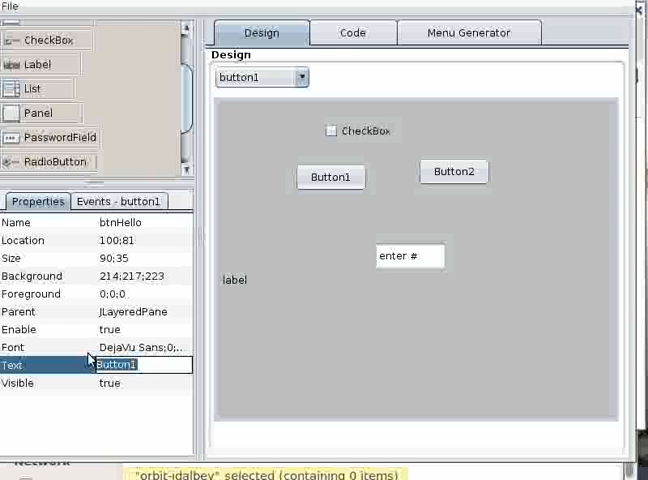 File
CheckBox
Label
List
Panel
PasswordField
RadioButton
Properties
Events - button1
Name btnHello
Location 100;81
Size 90;35
Background 214;217;223
Foreground 0;0;0
Parent JLayeredPane
Enable true
Font DejaVu Sans;0;..
Text Button1
Visible true
Design
Code
Menu Generator
Design
button1
CheckBox
Button1
Button2
enter #
label
Network
"orbit-jdalbey" selected (containing 0 items)